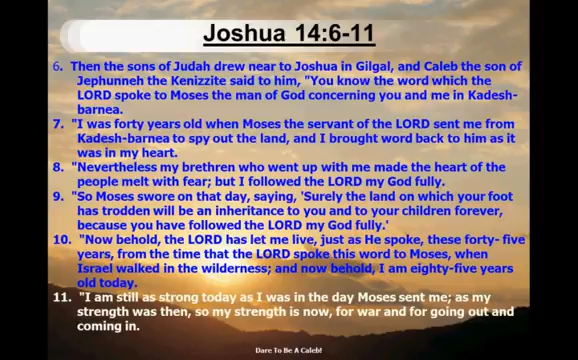 Joshua 14:6-11
6. Then the sons of Judah drew near to Joshua in Gilgal, and Caleb the son of
Jephunneh the Kenizzite said to him, "You know the word which the
LORD spoke to Moses the man of God concerning you and me in Kadesh-
barnea.
7. "I was forty years old when Moses the servant of the LORD sent me from
Kadesh-barnea to spy out the land, and I brought word back to him as it
was in my heart.
8. "Nevertheless my brethren who went up with me made the heart of the
people melt with fear; but I followed the LORD my God fully.
9. "So Moses swore on that day, saying, 'Surely the land on which your foot
has trodden will be an inheritance to you and to your children forever,
because you have followed the LORD my God fully.'
10. "Now behold, the LORD has let me live, just as He spoke, these forty- five
years, from the time that the LORD spoke this word to Moses, when
Israel walked in the wilderness; and now behold, I am eighty-five years
old today.
11. "I am still as strong today as I was in the day Moses sent me; as my
strength was then, so my strength is now, for war and for going out and
coming in.
Dare To Be A Caleb!